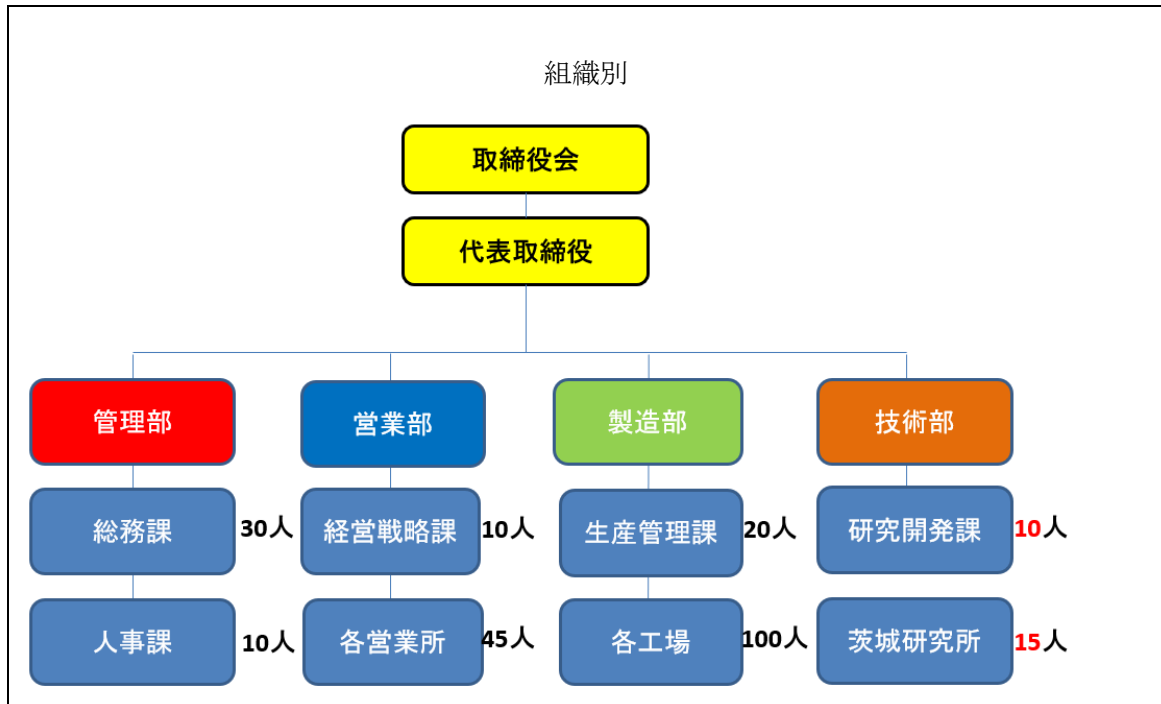 組織別
取締役会
代表取締役
管理部
営業部
製造部
技術部
総務課
30人
経営戦略課
10人
生産管理課
20人
研究開発課
10人
人事課
10人
各営業所
45人
各工場
100人
茨城研究所
15人